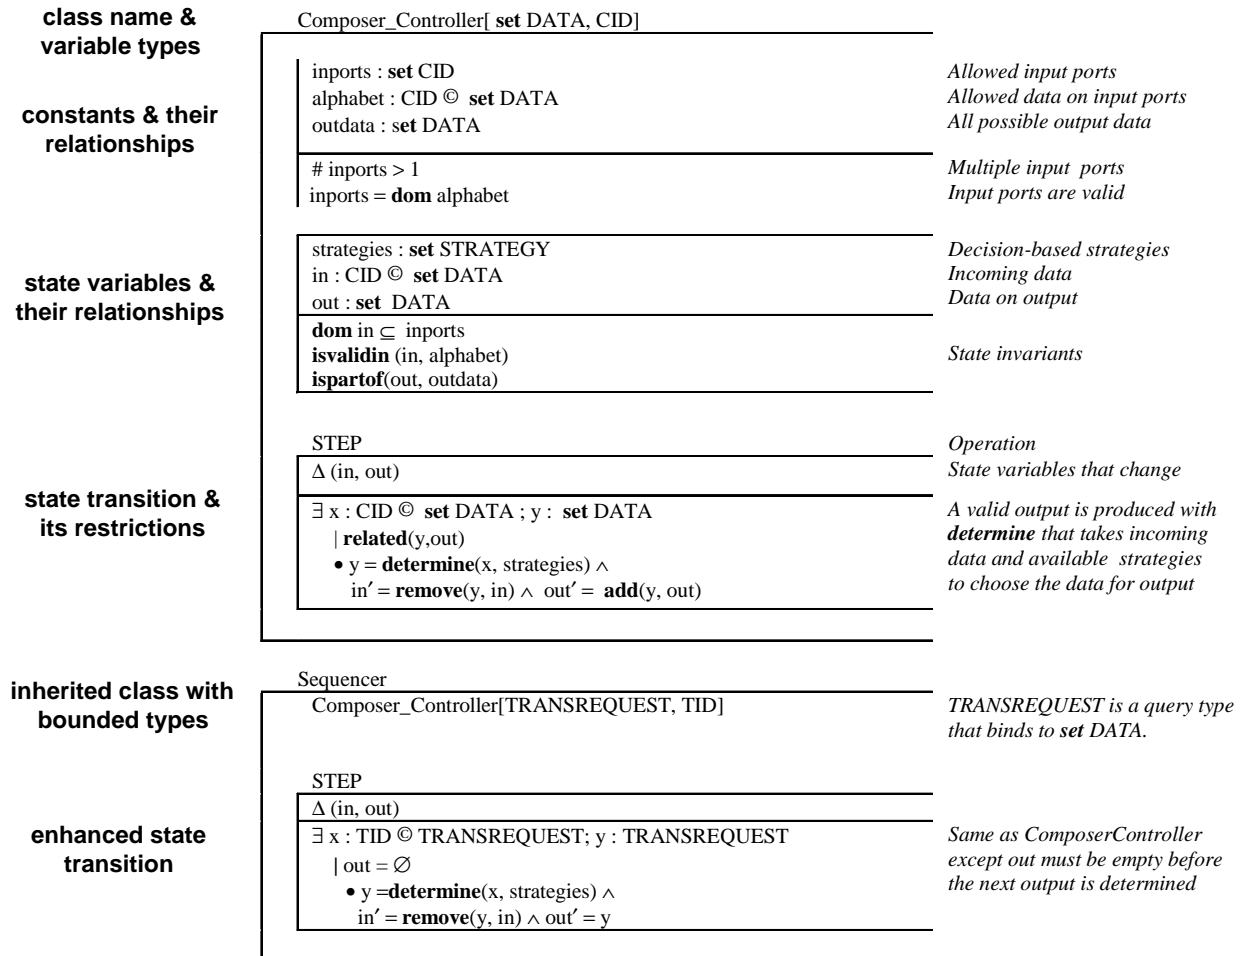 class name &
variable types
Composer_Controller[ set DATA, CID]
constants & their
relationships
inports : set CID
alphabet : CID © set DATA
outdata : set DATA
# inports > 1
inports = dom alphabet
Allowed input ports
Allowed data on input ports
All possible output data
Multiple input ports
Input ports are valid
state variables &
their relationships
strategies : set STRATEGY
in : CID © set DATA
out : set DATA
dom in ⊆ inports
isvalidin (in, alphabet)
ispartof(out, outdata)
Decision-based strategies
Incoming data
Data on output
State invariants
state transition &
its restrictions
STEP
Δ (in, out)
∃ x : CID © set DATA ; y : set DATA
| related(y,out)
• y = determine(x, strategies) ∧
in′ = remove(y, in) ∧ out′ = add(y, out)
Operation
State variables that change
A valid output is produced with
determine that takes incoming
data and available strategies
to choose the data for output
inherited class with
bounded types
Sequencer
Composer_Controller[TRANSREQUEST, TID]
TRANSREQUEST is a query type
that binds to set DATA.
enhanced state
transition
STEP
Δ (in, out)
∃ x : TID © TRANSREQUEST; y : TRANSREQUEST
| out = ∅
• y =determine(x, strategies) ∧
in′ = remove(y, in) ∧ out′ = y
Same as ComposerController
except out must be empty before
the next output is determined